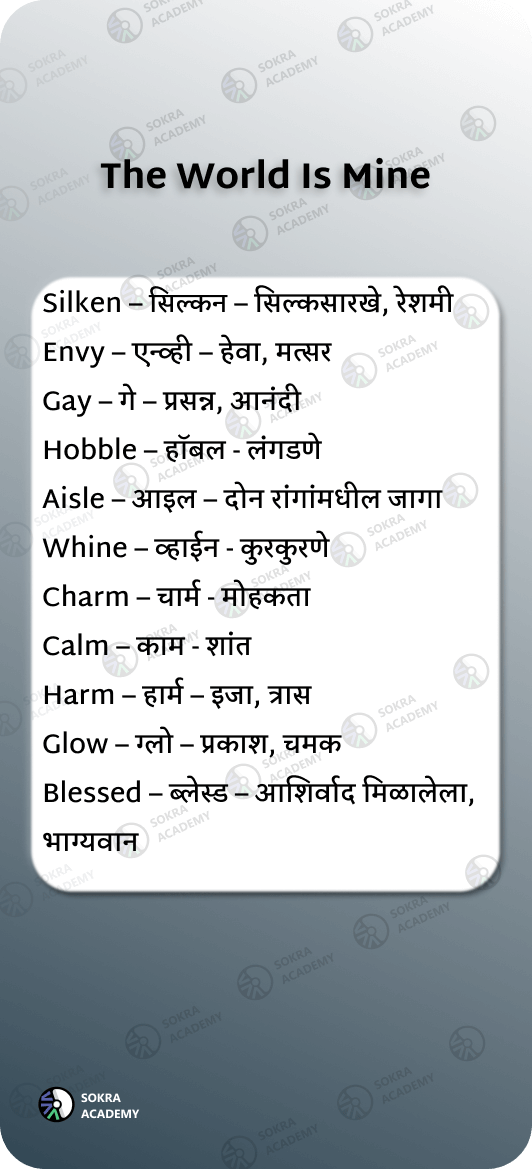 The World Is Mine
Silken – सिल्कन – सिल्कसारखे, रेशमी
Envy – एन्व्ही – हेवा, मत्सर
Gay – गे – प्रसन्न, आनंदी
Hobble – हॉबल - लंगडणे
Aisle – आइल – दोन रांगांमधील जागा
Whine – व्हाईन - कुरकुरणे
Charm – चार्म - मोहकता
Calm – काम - शांत
Harm – हार्म – इजा, त्रास
Glow – ग्लो – प्रकाश, चमक
Blessed – ब्लेस्ड – आशिर्वाद मिळालेला,
भाग्यवान
SOKRA
ACADEMY